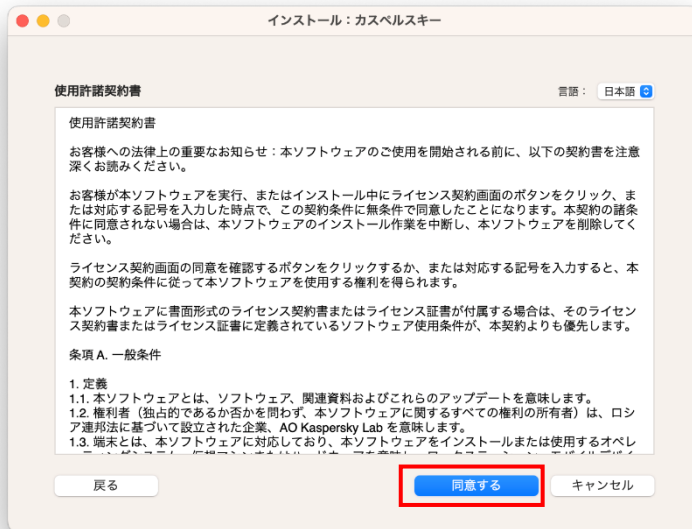 インストール：カスペルスキー
使用許諾契約書
言語： 日本語
使用許諾契約書
お客様への法律上の重要なお知らせ：本ソフトウェアのご使用を開始される前に、以下の契約書を注意
深くお読みください。
お客様が本ソフトウェアを実行、またはインストール中にライセンス契約画面のボタンをクリック、ま
たは対応する記号を入力した時点で、この契約条件に無条件で同意したことになります。本契約の諸条
件に同意されない場合は、本ソフトウェアのインストール作業を中断し、本ソフトウェアを削除してく
ださい。
ライセンス契約画面の同意を確認するボタンをクリックするか、または対応する記号を入力すると、本
契約の契約条件に従って本ソフトウェアを使用する権利を得られます。
本ソフトウェアに書面形式のライセンス契約書またはライセンス証書が付属する場合は、そのライセン
ス契約書またはライセンス証書に定義されているソフトウェア使用条件が、本契約よりも優先します。
条項 A. 一般条件
1. 定義
1.1. 本ソフトウェアとは、ソフトウェア、関連資料およびこれらのアップデートを意味します。
1.2. 権利者（独占的であるか否かを問わず、本ソフトウェアに関するすべての権利の所有者）は、ロシ
ア連邦法に基づいて設立された企業、AO Kaspersky Lab を意味します。
1.3. 端末とは、本ソフトウェアに対応しており、本ソフトウェアをインストールまたは使用するオペレ
戻る
同意する
キャンセル